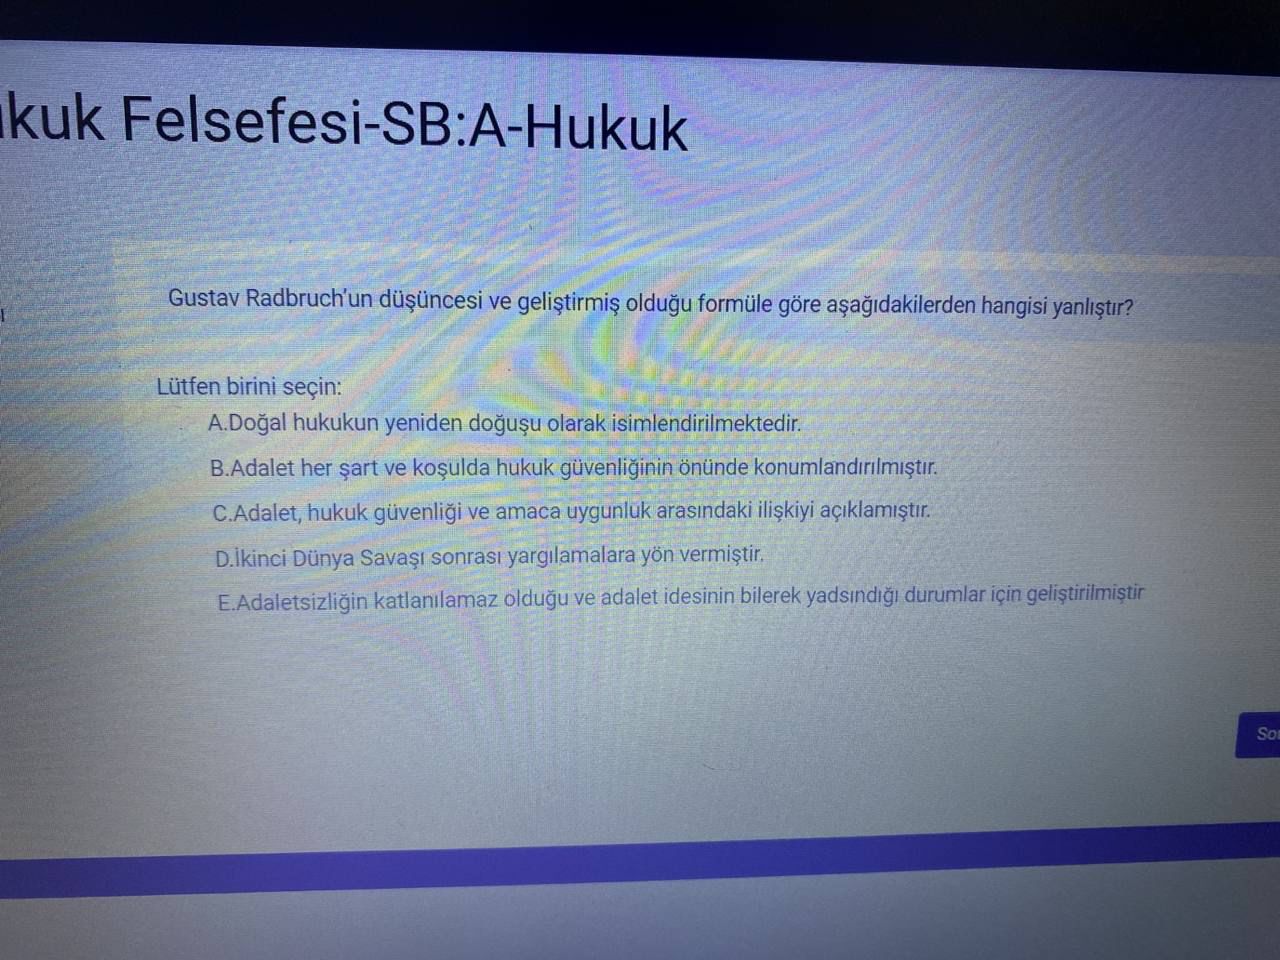 kuk Felsefesi-SB:A-Hukuk
Gustav Radbruch'un düşüncesi ve geliştirmiş olduğu formüle göre aşağıdakilerden hangisi yanlıştır?
Lütfen birini seçin:
A.Doğal hukukun yeniden doğuşu olarak isimlendirilmektedir.
B.Adalet her şart ve koşulda hukuk güvenliğinin önünde konumlandırılmıştır.
C.Adalet, hukuk güvenliği ve amaca uygunluk arasındaki ilişkiyi açıklamıştır.
D.İkinci Dünya Savaşı sonrası yargılamalara yön vermiştir.
E.Adaletsizliğin katlanılamaz olduğu ve adalet idesinin bilerek yadsındığı durumlar için geliştirilmiştir